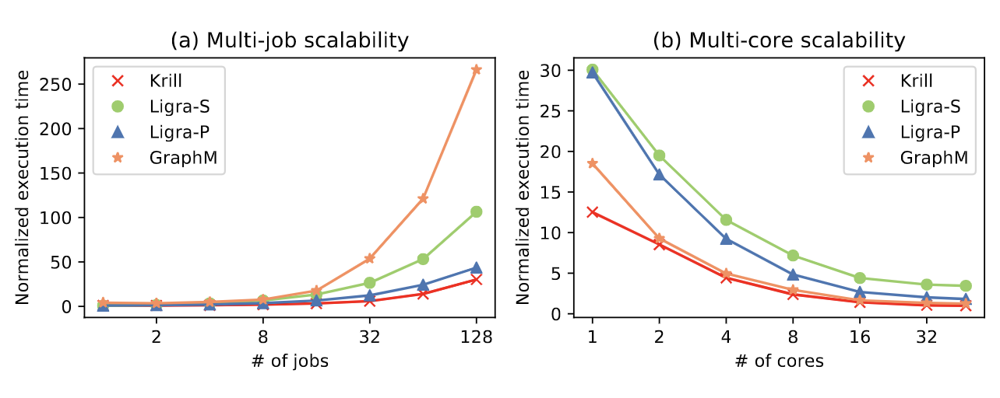 (a) Multi-job scalability
Normalized execution time
250
200
150
100
50
0
Krill
Ligra-S
Ligra-P
GraphM
2 8 32 128
# of jobs
(b) Multi-core scalability
Normalized execution time
30
25
20
15
10
5
0
Krill
Ligra-S
Ligra-P
GraphM
1 2 4 8 16 32
# of cores